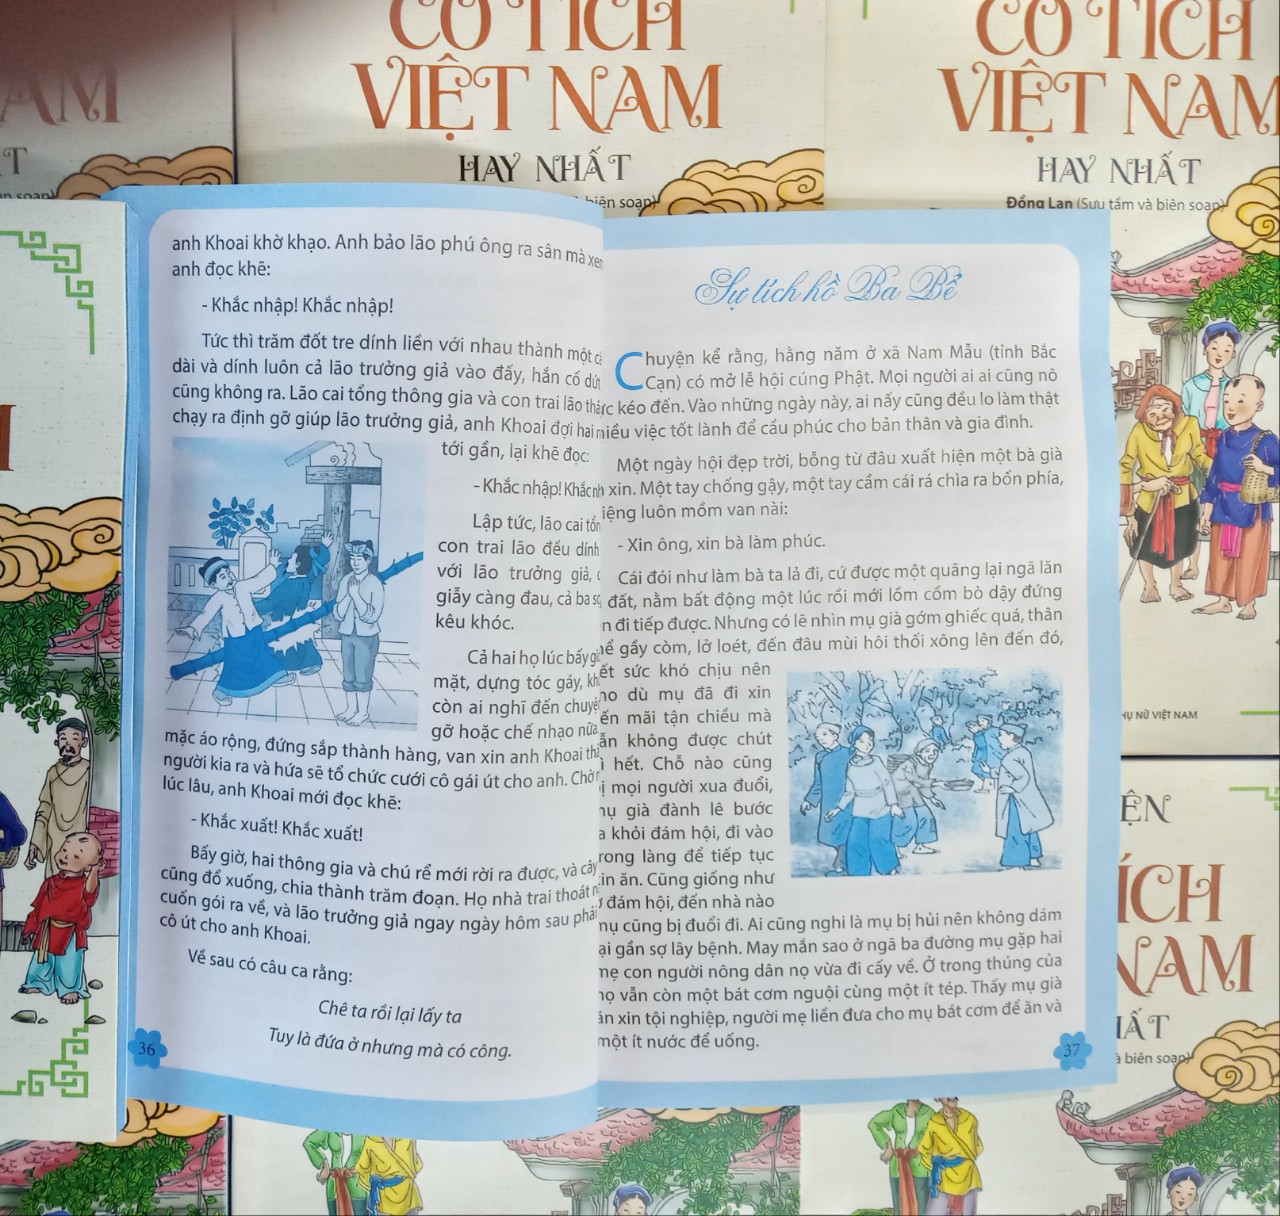 AM
CỔ TÍCH
VIỆT NAM
HAY NHẤT
biên soạn)
CỔ TÍCH
VIỆT NAM
HAY NHẤT
Đồng Lan (Sưu tầm và biên soạn)
anh Khoai khờ khạo. Anh bảo lão phú ông ra sân mà xem
anh đọc khẽ:
- Khắc nhập! Khắc nhập!
Tức thì trăm đốt tre dính liền với nhau thành một
dài và dính luôn cả lão trưởng giả vào đấy, hắn cố dứt
cũng không ra. Lão cai tổng thông gia và con trai lão
chạy ra định gỡ giúp lão trưởng giả, anh Khoai đợi hai
tới gần, lại khẽ đọc:
- Khắc nhập! Khắc
Lập tức, lão cai
con trai lão đều dính
với lão trưởng giả,
giẫy càng đau, cả ba
kêu khóc.
Cả hai họ lúc bấy
mặt, dựng tóc gáy,
còn ai nghĩ đến
gỡ hoặc chế nhạo nữa.
mặc áo rộng, đứng sắp thành hàng, van xin anh Khoai
người kia ra và hứa sẽ tổ chức cưới cô gái út cho anh. Chờ
lúc lâu, anh Khoai mới đọc khẽ:
- Khắc xuất! Khắc xuất!
Bấy giờ, hai thông gia và chú rể mới rời ra được, và cây
cũng đổ xuống, chia thành trăm đoạn. Họ nhà trai thoát
cuốn gói ra về, và lão trưởng giả ngay ngày hôm sau phải
cô út cho anh Khoai.
Về sau có câu ca rằng:
Chê ta rồi lại lấy ta
Tuy là đứa ở nhưng mà có công.
36
Sự tích hồ Ba Bể
Chuyện kể rằng, hằng năm ở xã Nam Mẫu (tỉnh Bắc
Cạn) có mở lễ hội cúng Phật. Mọi người ai ai cũng nô
kéo đến. Vào những ngày này, ai nấy cũng đều lo làm thật
việc tốt lành để cầu phúc cho bản thân và gia đình.
Một ngày hội đẹp trời, bỗng từ đâu xuất hiện một bà già
xin. Một tay chống gậy, một tay cầm cái rá chìa ra bốn phía,
luôn mồm van nài:
- Xin ông, xin bà làm phúc.
Cái đói như làm bà ta lả đi, cứ được một quãng lại ngã lăn
đất, nằm bất động một lúc rồi mới lồm cồm bò dậy đứng
đi tiếp được. Nhưng có lẽ nhìn mụ già gớm ghiếc quá, thân
gầy còm, lở loét, đến đâu mùi hôi thối xông lên đến đó,
sức khó chịu nên
dù mụ đã đi xin
mãi tận chiều mà
không được chút
hết. Chỗ nào cũng
mọi người xua đuổi,
già đành lê bước
khỏi đám hội, đi vào
làng để tiếp tục
ăn. Cũng giống như
đám hội, đến nhà nào
cũng bị đuổi đi. Ai cũng nghi là mụ bị hủi nên không dám
gần sợ lây bệnh. May mắn sao ở ngã ba đường mụ gặp hai
mẹ con người nông dân nọ vừa đi cấy về. Ở trong thúng của
họ vẫn còn một bát cơm nguội cùng một ít tép. Thấy mụ già
xin tội nghiệp, người mẹ liền đưa cho mụ bát cơm để ăn và
một ít nước để uống.
37
NỮ VIỆT NAM
ÍCH
NAM
biên soạn)